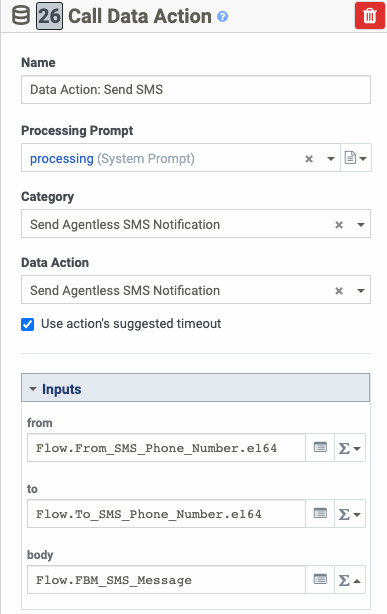 26 Call Data Action ?
Name
Data Action: Send SMS
Processing Prompt
processing (System Prompt)
Category
Send Agentless SMS Notification
Data Action
Send Agentless SMS Notification
Use action's suggested timeout
Inputs
from
Flow.From_SMS_Phone_Number.e164
Σ
to
Flow.To_SMS_Phone_Number.e164
Σ
body
Flow.FBM_SMS_Message
Σ